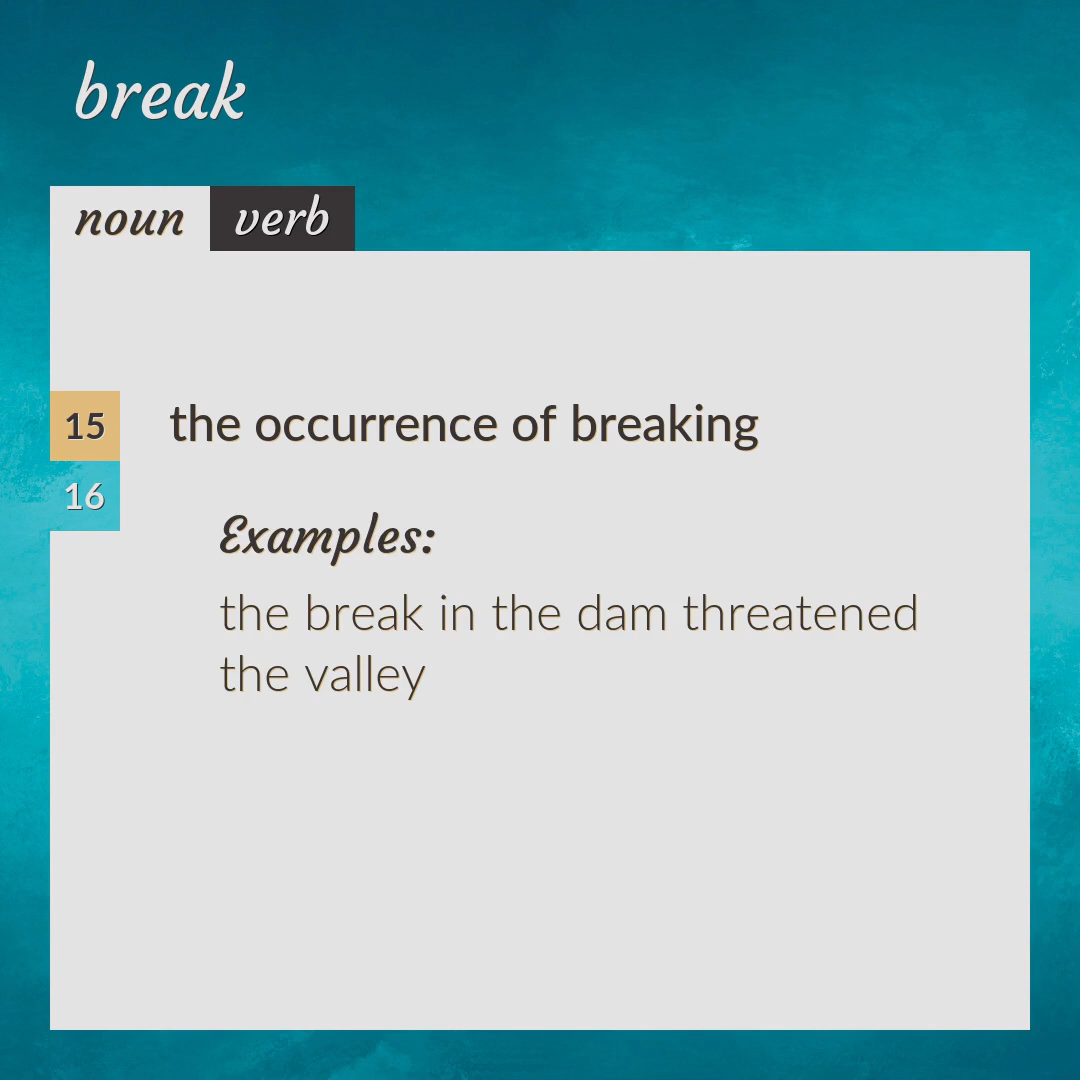 break
noun verb
15 the occurrence of breaking
16
Examples:
the break in the dam threatened
the valley